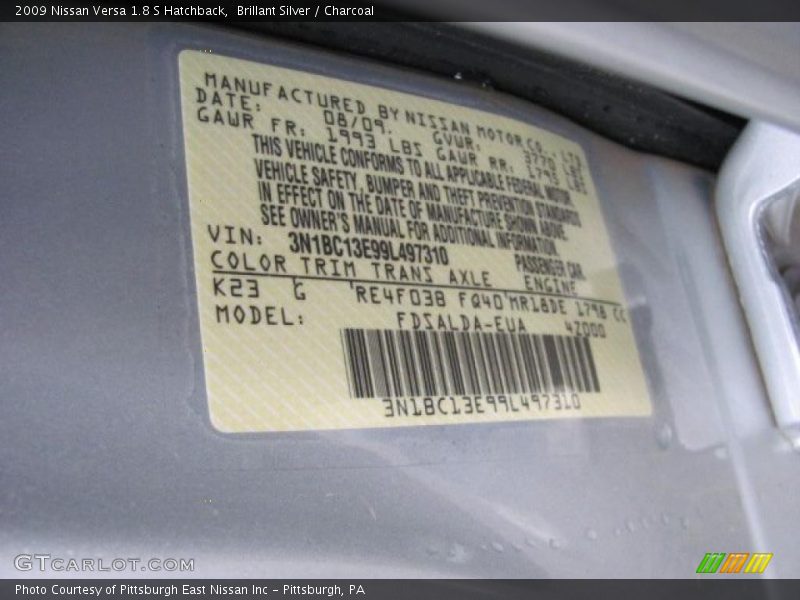 2009 Nissan Versa 1.8 S Hatchback,  Brillant Silver / Charcoal
MANUFACTURED BY NISSAN MOTOR CO., LTD
DATE: 08/09. GVWR: 3770 LBS
GAWR FR: 1993 LBS GAWR RR: 1793 LBS
THIS VEHICLE CONFORMS TO ALL APPLICABLE FEDERAL MOTOR
VEHICLE SAFETY, BUMPER AND THEFT PREVENTION STANDARDS
IN EFFECT ON THE DATE OF MANUFACTURE SHOWN ABOVE.
SEE OWNER'S MANUAL FOR ADDITIONAL INFORMATION.
VIN: 3N1BC13E99L497310 PASSENGER CAR
COLOR TRIM TRANS AXLE ENGINE
K23 G RE4F03B FQ40 MR18DE 1798 CC
MODEL: FDSALDA-EUA 4Z000
3N1BC13E99L497310
GTCARLOT.COM
Photo Courtesy of Pittsburgh East Nissan Inc - Pittsburgh, PA